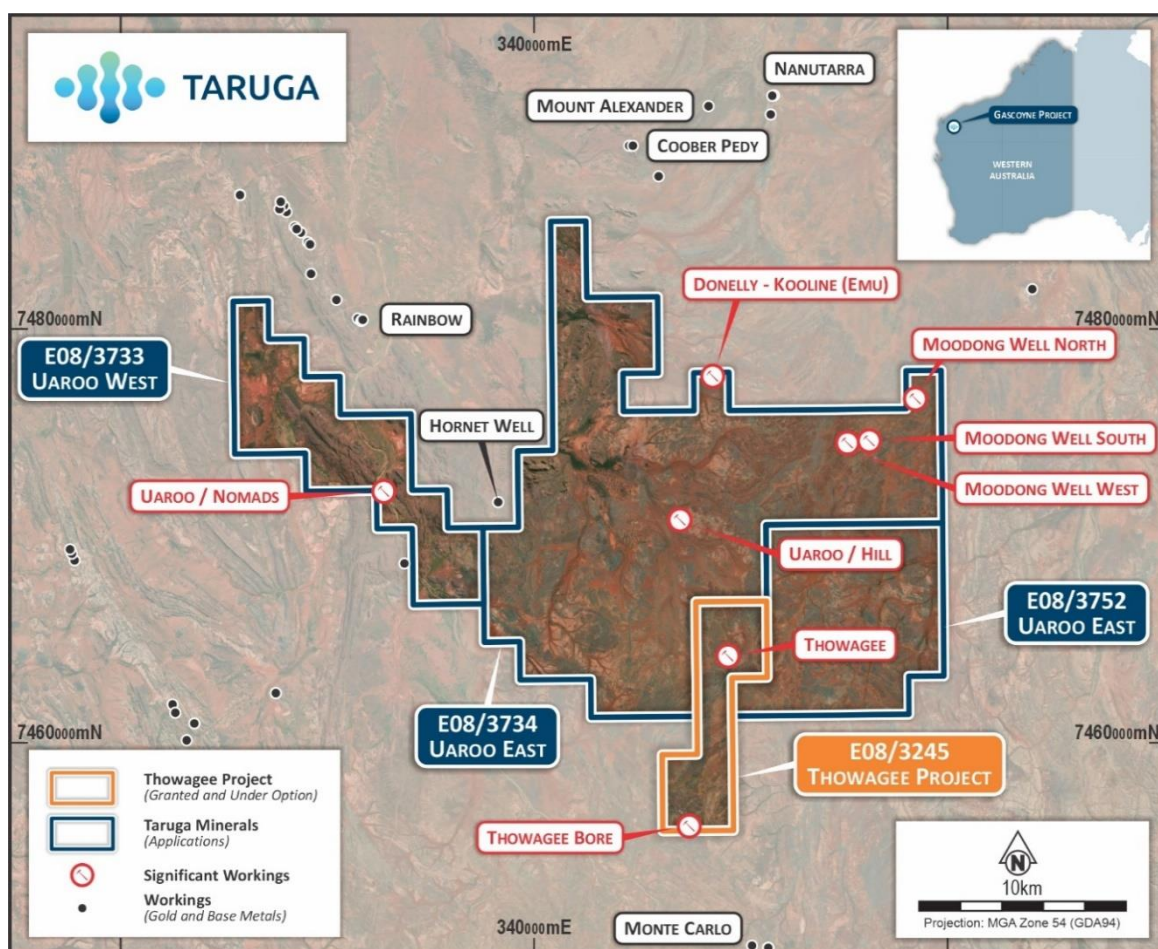 340000mE
TARUGA
NANUTARRA
MOUNT ALEXANDER
COOBER PEDY
GASCOYNE PROJECT
WESTERN
AUSTRALIA
DONELLY - KOOLINE (EMU)
7480000mN
7480000mN
RAINBOW
MOODONG WELL NORTH
E08/3733
UAROO WEST
HORNET WELL
MOODONG WELL SOUTH
MOODONG WELL WEST
UAROO / NOMADS
UAROO / HILL
E08/3752
UAROO EAST
THOWAGEE
E08/3734
UAROO EAST
7460000mN
7460000mN
E08/3245
THOWAGEE PROJECT
THOWAGEE BORE
Thowagee Project
(Granted and Under Option)
Taruga Minerals
(Applications)
Significant Workings
Workings
(Gold and Base Metals)
N
10km
Projection: MGA Zone 54 (GDA94)
340000mE
MONTE CARLO